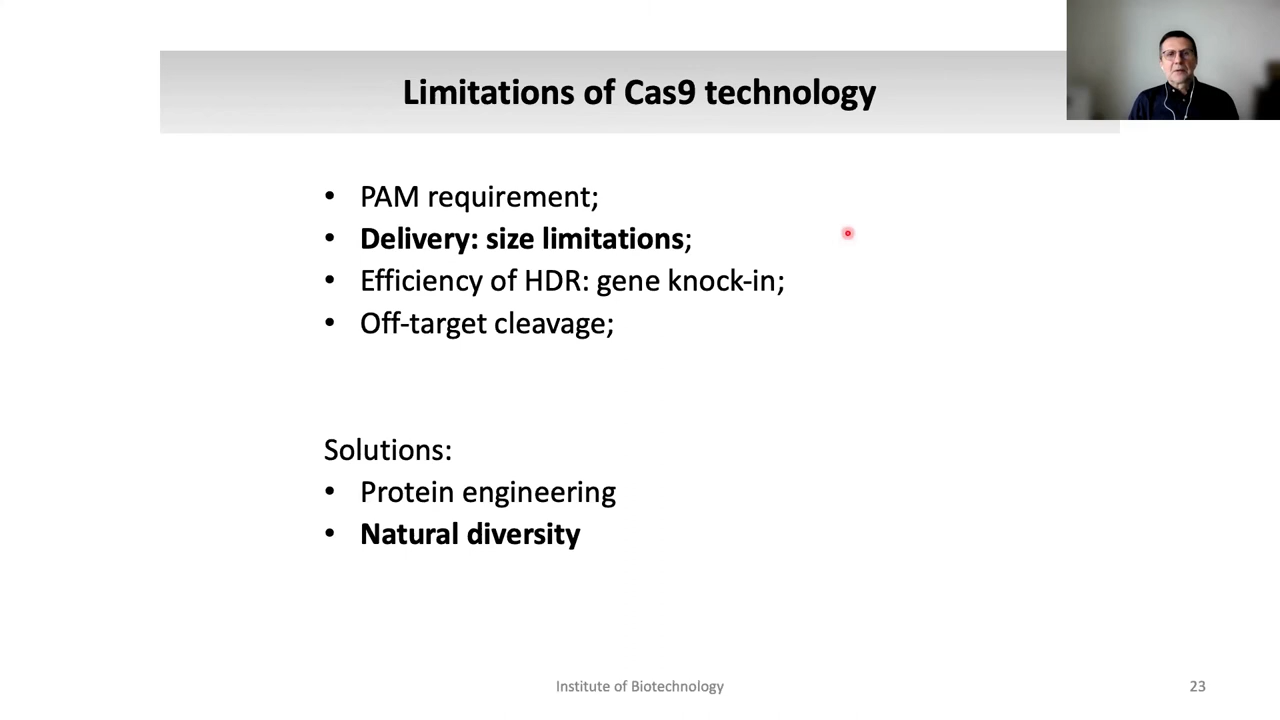 Limitations of Cas9 technology
• PAM requirement;
• Delivery: size limitations;
• Efficiency of HDR: gene knock-in;
• Off-target cleavage;
Solutions:
• Protein engineering
• Natural diversity
Institute of Biotechnology
23